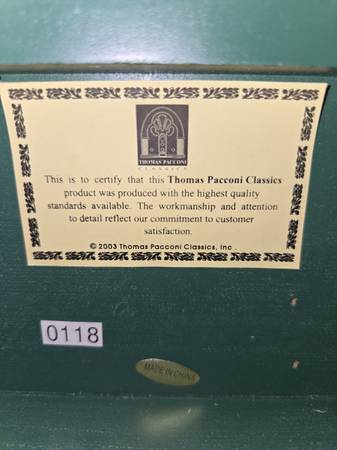 THOMAS PACCONI
CLASSICS
This is to certify that this Thomas Pacconi Classics
product was produced with the highest quality
standards available. The workmanship and attention
to detail reflect our commitment to customer
satisfaction.
© 2003 Thomas Pacconi Classics, Inc.
0118
MADE IN CHINA